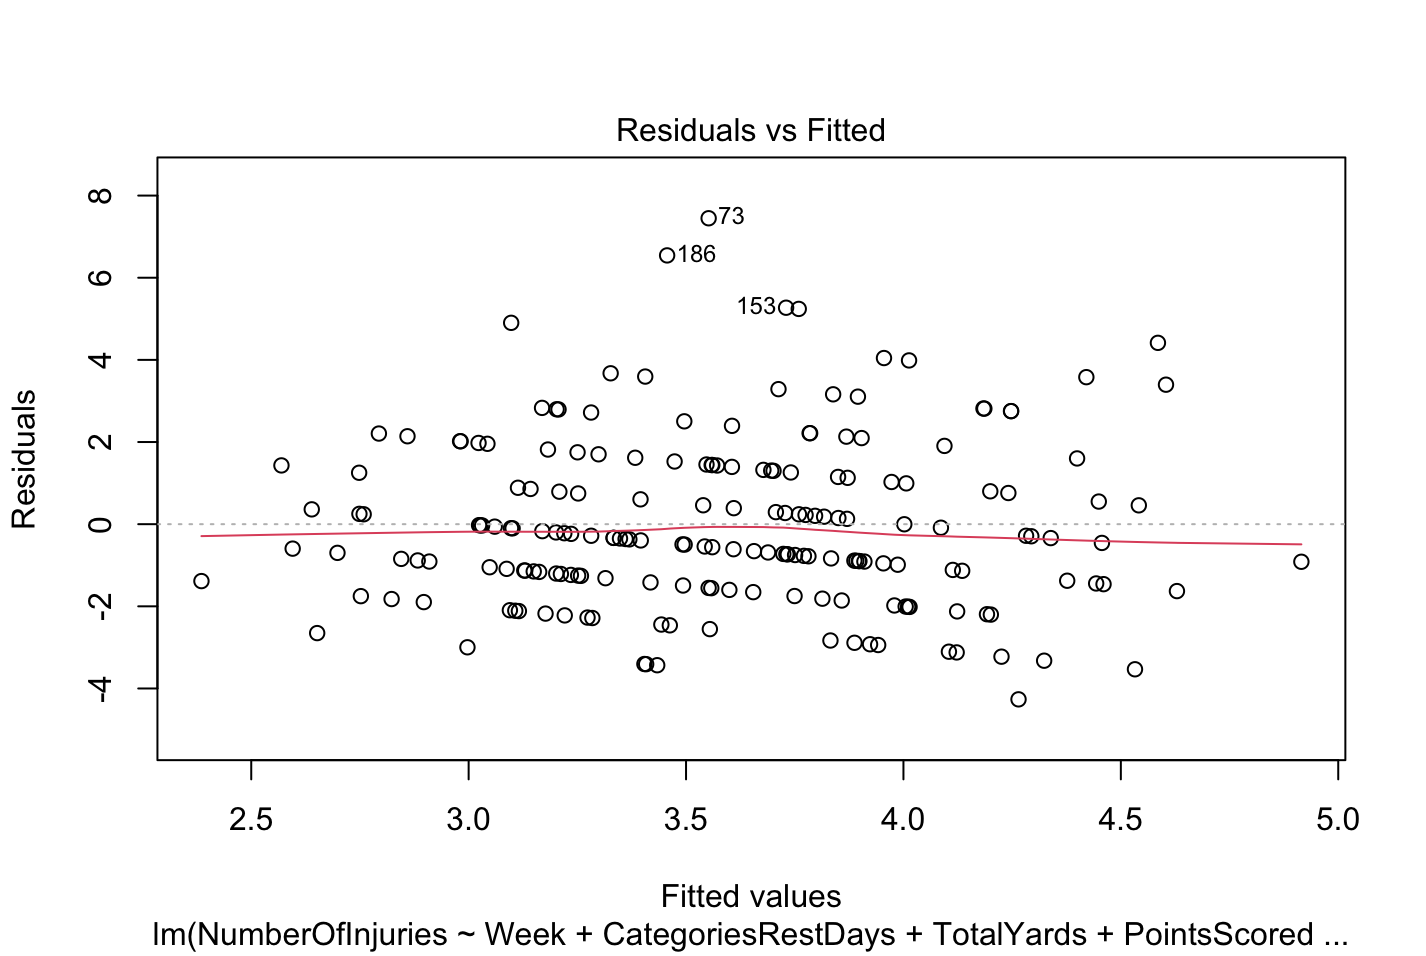 Residuals vs Fitted
Residuals
8
6
4
2
0
-2
-4
73
186
153
2.5 3.0 3.5 4.0 4.5 5.0
Fitted values
lm(NumberOfInjuries ~ Week + CategoriesRestDays + TotalYards + PointsScored ...